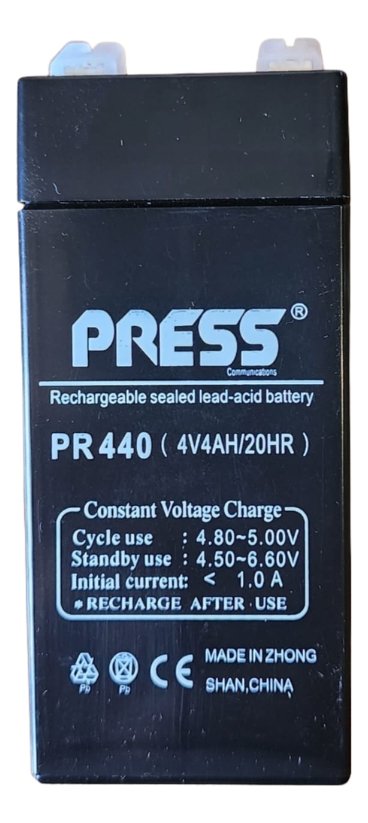 PRESS®
Communications
Rechargeable sealed lead-acid battery
PR440 ( 4V4AH/20HR )
Constant Voltage Charge
Cycle use : 4.80~5.00V
Standby use : 4.50~6.60V
Initial current: < 1.0 A
*RECHARGE AFTER USE
Pb Pb CE MADE IN ZHONG
SHAN,CHINA